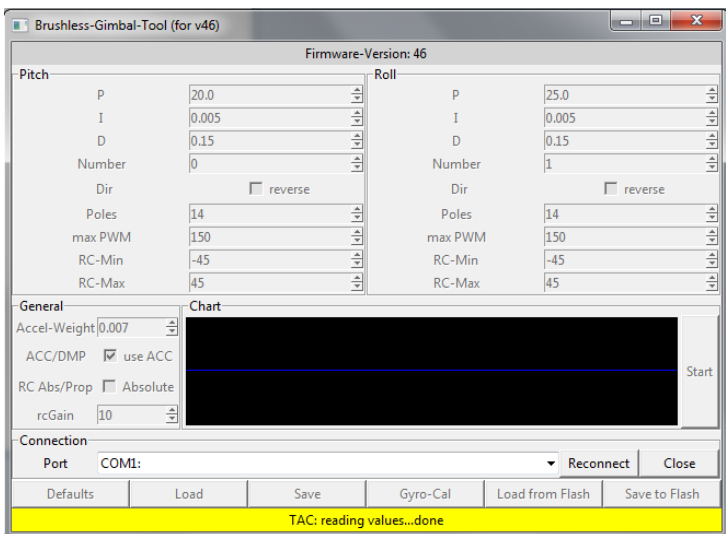 Brushless-Gimbal-Tool (for v46)
Firmware-Version: 46
Pitch
P 20.0
I 0.005
D 0.15
Number 0
Dir reverse
Poles 14
max PWM 150
RC-Min -45
RC-Max 45
Roll
P 25.0
I 0.005
D 0.15
Number 1
Dir reverse
Poles 14
max PWM 150
RC-Min -45
RC-Max 45
General
Accel-Weight 0.007
ACC/DMP use ACC
RC Abs/Prop Absolute
rcGain 10
Chart
Start
Connection
Port COM1: Reconnect Close
Defaults Load Save Gyro-Cal Load from Flash Save to Flash
TAC: reading values...done